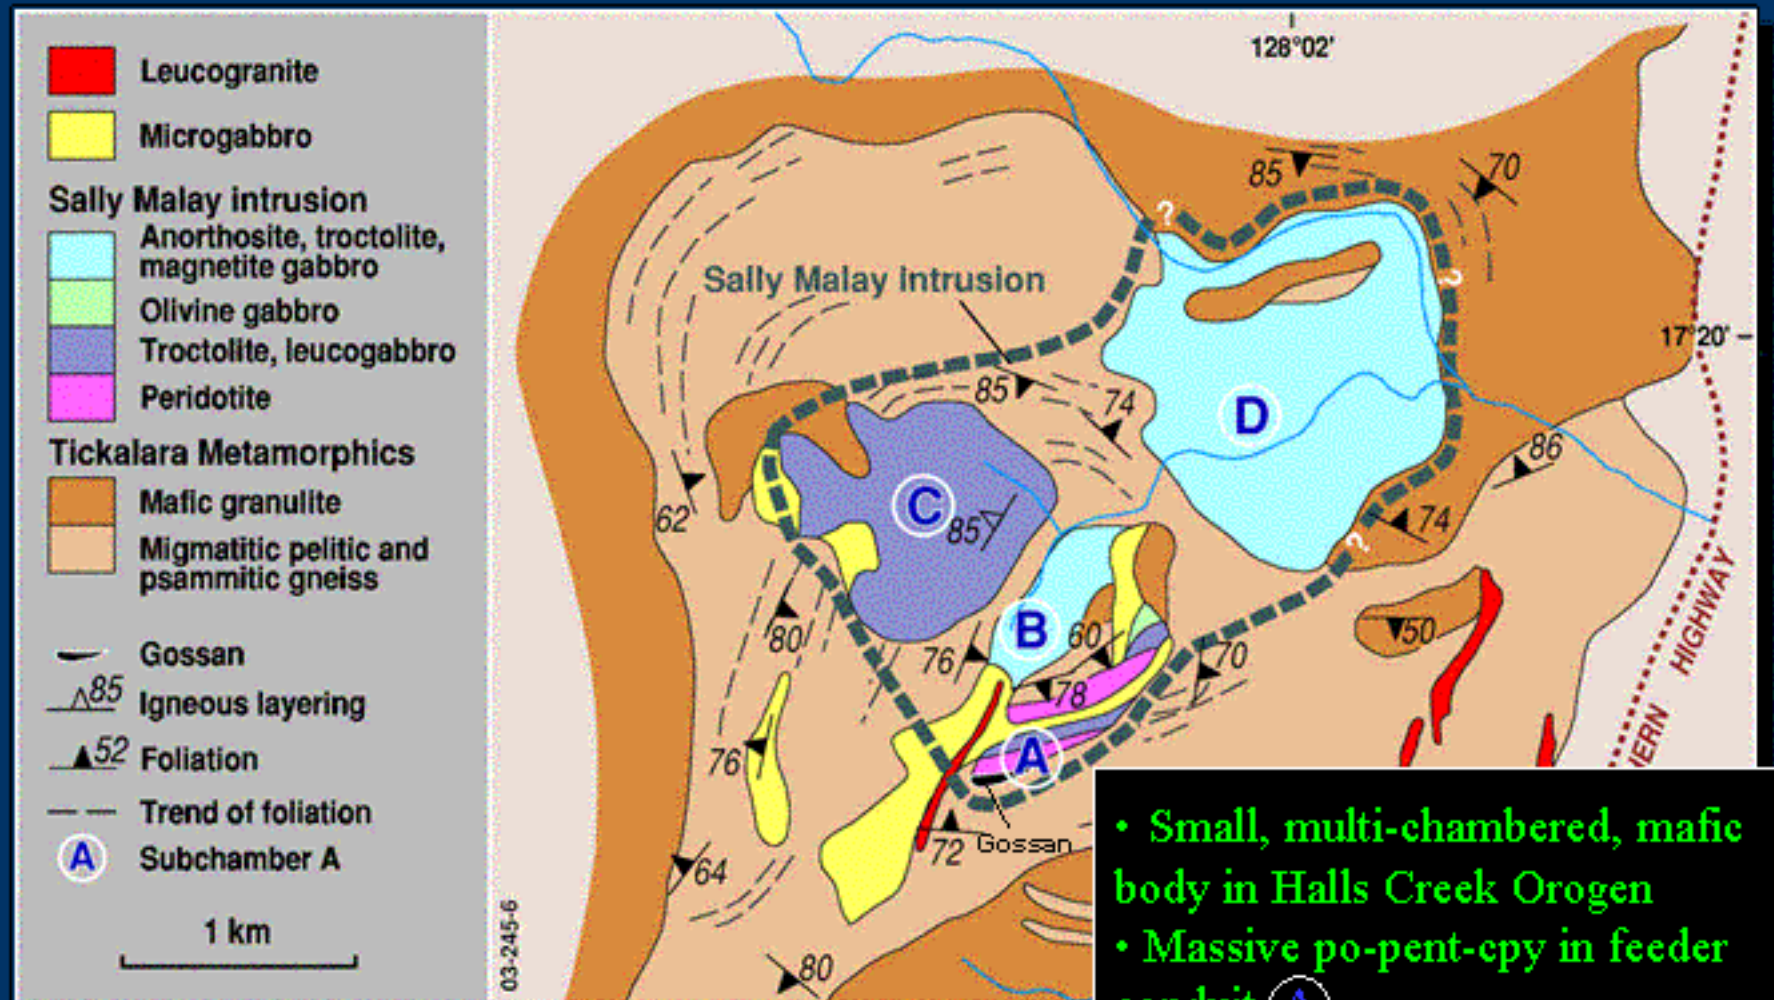 Leucogranite
Microgabbro
Sally Malay intrusion
Anorthosite, troctolite,
magnetite gabbro
Olivine gabbro
Troctolite, leucogabbro
Peridotite
Tickalara Metamorphics
Mafic granulite
Migmatitic pelitic and
psammitic gneiss
Gossan
85
Igneous layering
52
Foliation
Trend of foliation
A
Subchamber A
1 km
03-245-6
128°02'
85
70
?
?
Sally Malay Intrusion
17°20'
85
74
D
86
62
C
85
74
?
80
76
B
60
70
50
78
76
A
HIGHWAY
72
Gossan
64
80
• Small, multi-chambered, mafic
body in Halls Creek Orogen
• Massive po-pent-cpy in feeder
conduit A